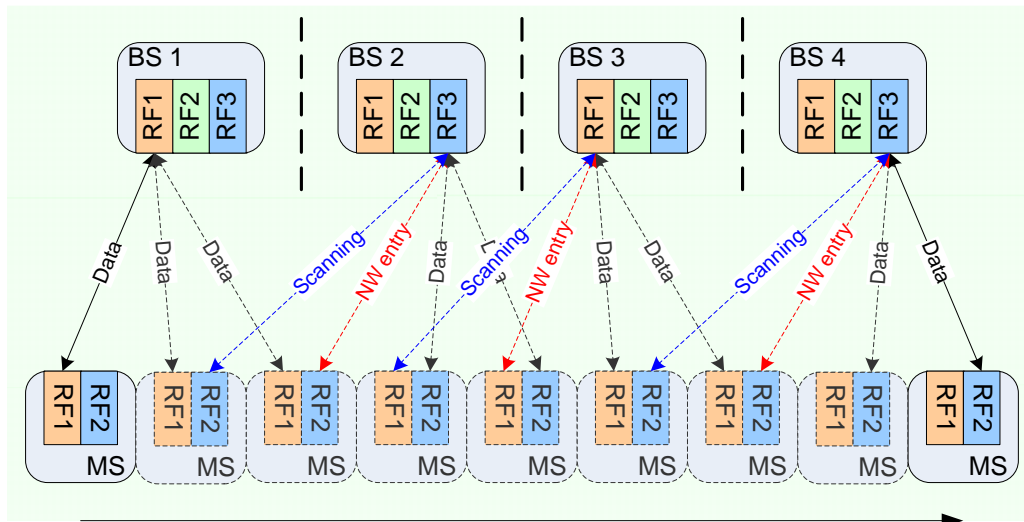 BS 1
BS 2
BS 3
BS 4
RF1
RF2
RF3
RF1
RF2
RF3
RF1
RF2
RF3
RF1
RF2
RF3
Data
Data
Data
Scanning
NW entry
Data
Scanning
NW entry
Data
Data
Scanning
NW entry
Data
Data
RF1
RF2
RF1
RF2
RF1
RF2
RF1
RF2
RF1
RF2
RF1
RF2
RF1
RF2
RF1
RF2
RF1
RF2
MS
MS
MS
MS
MS
MS
MS
MS
MS